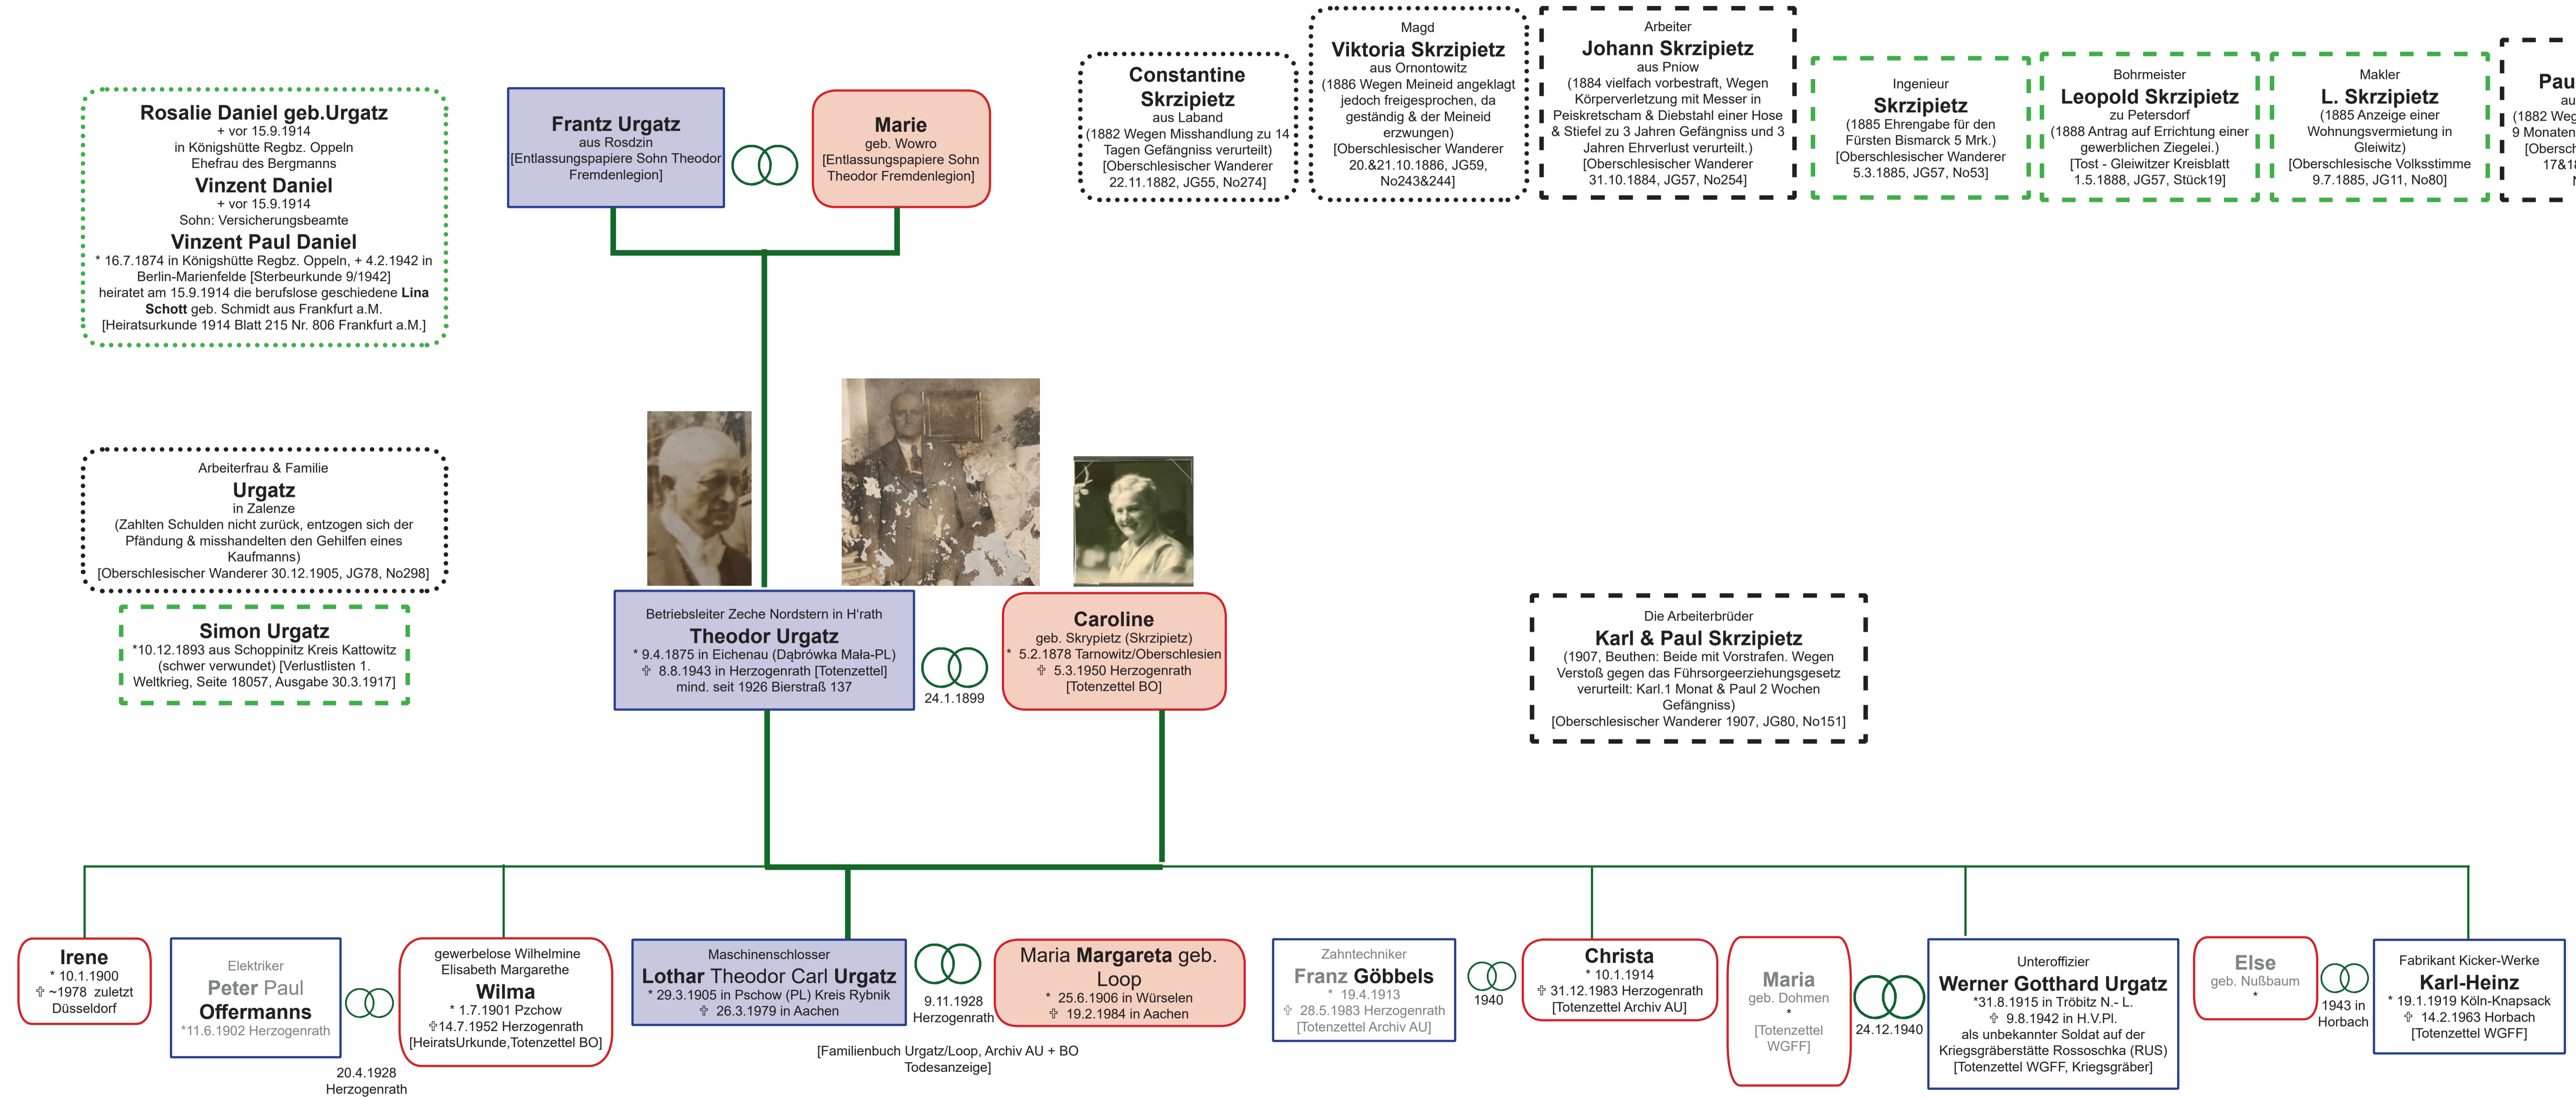 Rosalie Daniel geb.Urgatz
+ vor 15.9.1914
in Königshütte Regbz. Oppeln
Ehefrau des Bergmanns
Vinzent Daniel
+ vor 15.9.1914
Sohn: Versicherungsbeamte
Vinzent Paul Daniel
* 16.7.1874 in Königshütte Regbz. Oppeln, + 4.2.1942 in
Berlin-Marienfelde [Sterbeurkunde 9/1942]
heiratet am 15.9.1914 die berufslose geschiedene Lina
Schott geb. Schmidt aus Frankfurt a.M.
[Heiratsurkunde 1914 Blatt 215 Nr. 806 Frankfurt a.M.]
Frantz Urgatz
aus Rosdzin
[Entlassungspapiere Sohn Theodor
Fremdenlegion]
Marie
geb. Wowro
[Entlassungspapiere Sohn
Theodor Fremdenlegion]
Constantine
Skrzipietz
aus Laband
(1882 Wegen Misshandlung zu 14
Tagen Gefängniss verurteilt)
[Oberschlesischer Wanderer
22.11.1882, JG55, No274]
Magd
Viktoria Skrzipietz
aus Ornontowitz
(1886 Wegen Meineid angeklagt
jedoch freigesprochen, da
geständig & der Meineid
erzwungen)
[Oberschlesischer Wanderer
20.&21.10.1886, JG59,
No243&244]
Arbeiter
Johann Skrzipietz
aus Pniow
(1884 vielfach vorbestraft, Wegen
Körperverletzung mit Messer in
Peiskretscham & Diebstahl einer Hose
& Stiefel zu 3 Jahren Gefängniss und 3
Jahren Ehrverlust verurteilt.)
[Oberschlesischer Wanderer
31.10.1884, JG57, No254]
Ingenieur
Skrzipietz
(1885 Ehrengabe für den
Fürsten Bismarck 5 Mrk.)
[Oberschlesischer Wanderer
5.3.1885, JG57, No53]
Bohrmeister
Leopold Skrzipietz
zu Petersdorf
(1888 Antrag auf Errichtung einer
gewerblichen Ziegelei.)
[Tost - Gleiwitzer Kreisblatt
1.5.1888, JG57, Stück19]
Makler
L. Skrzipietz
(1885 Anzeige einer
Wohnungsvermietung in
Gleiwitz)
[Oberschlesische Volksstimme
9.7.1885, JG11, No80]
Pau
au
(1882 Weg
9 Monaten
[Obersch
17&18
Arbeiterfrau & Familie
Urgatz
in Zalenze
(Zahlten Schulden nicht zurück, entzogen sich der
Pfändung & misshandelten den Gehilfen eines
Kaufmanns)
[Oberschlesischer Wanderer 30.12.1905, JG78, No298]
Simon Urgatz
*10.12.1893 aus Schoppinitz Kreis Kattowitz
(schwer verwundet) [Verlustlisten 1.
Weltkrieg, Seite 18057, Ausgabe 30.3.1917]
Betriebsleiter Zeche Nordstern in H'rath
Theodor Urgatz
* 9.4.1875 in Eichenau (Dąbrówka Mała-PL)
✞ 8.8.1943 in Herzogenrath [Totenzettel]
mind. seit 1926 Bierstraß 137
24.1.1899
Caroline
geb. Skrypietz (Skrzipietz)
* 5.2.1878 Tarnowitz/Oberschlesien
✞ 5.3.1950 Herzogenrath
[Totenzettel BO]
Die Arbeiterbrüder
Karl & Paul Skrzipietz
(1907, Beuthen: Beide mit Vorstrafen. Wegen
Verstoß gegen das Führsorgeerziehungsgesetz
verurteilt: Karl.1 Monat & Paul 2 Wochen
Gefängniss)
[Oberschlesischer Wanderer 1907, JG80, No151]
Irene
* 10.1.1900
✞ ~1978 zuletzt
Düsseldorf
Elektriker
Peter Paul
Offermanns
*11.6.1902 Herzogenrath
20.4.1928
Herzogenrath
gewerbelose Wilhelmine
Elisabeth Margarethe
Wilma
* 1.7.1901 Pzchow
✞14.7.1952 Herzogenrath
[HeiratsUrkunde,Totenzettel BO]
Maschinenschlosser
Lothar Theodor Carl Urgatz
* 29.3.1905 in Pschow (PL) Kreis Rybnik
✞ 26.3.1979 in Aachen
9.11.1928
Herzogenrath
Maria Margareta geb.
Loop
* 25.6.1906 in Würselen
✞ 19.2.1984 in Aachen
[Familienbuch Urgatz/Loop, Archiv AU + BO
Todesanzeige]
Zahntechniker
Franz Göbbels
* 19.4.1913
✞ 28.5.1983 Herzogenrath
[Totenzettel Archiv AU]
1940
Christa
* 10.1.1914
✞ 31.12.1983 Herzogenrath
[Totenzettel Archiv AU]
Maria
geb. Dohmen
*
[Totenzettel
WGFF]
24.12.1940
Unteroffizier
Werner Gotthard Urgatz
*31.8.1915 in Tröbitz N.- L.
✞ 9.8.1942 in H.V.Pl.
als unbekannter Soldat auf der
Kriegsgräberstätte Rossoschka (RUS)
[Totenzettel WGFF, Kriegsgräber]
Else
geb. Nußbaum
*
1943 in
Horbach
Fabrikant Kicker-Werke
Karl-Heinz
* 19.1.1919 Köln-Knapsack
✞ 14.2.1963 Horbach
[Totenzettel WGFF]